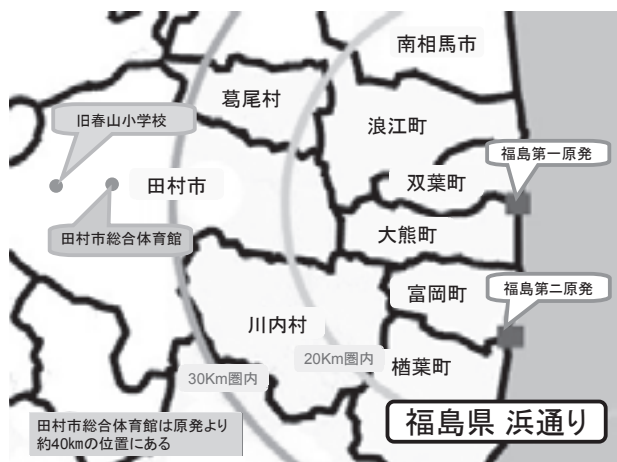 南相馬市
葛尾村
旧春山小学校
浪江町
福島第一原発
田村市
双葉町
田村市総合体育館
大熊町
富岡町
福島第二原発
川内村
20Km圏内
楢葉町
30Km圏内
田村市総合体育館は原発より
約40kmの位置にある
福島県 浜通り